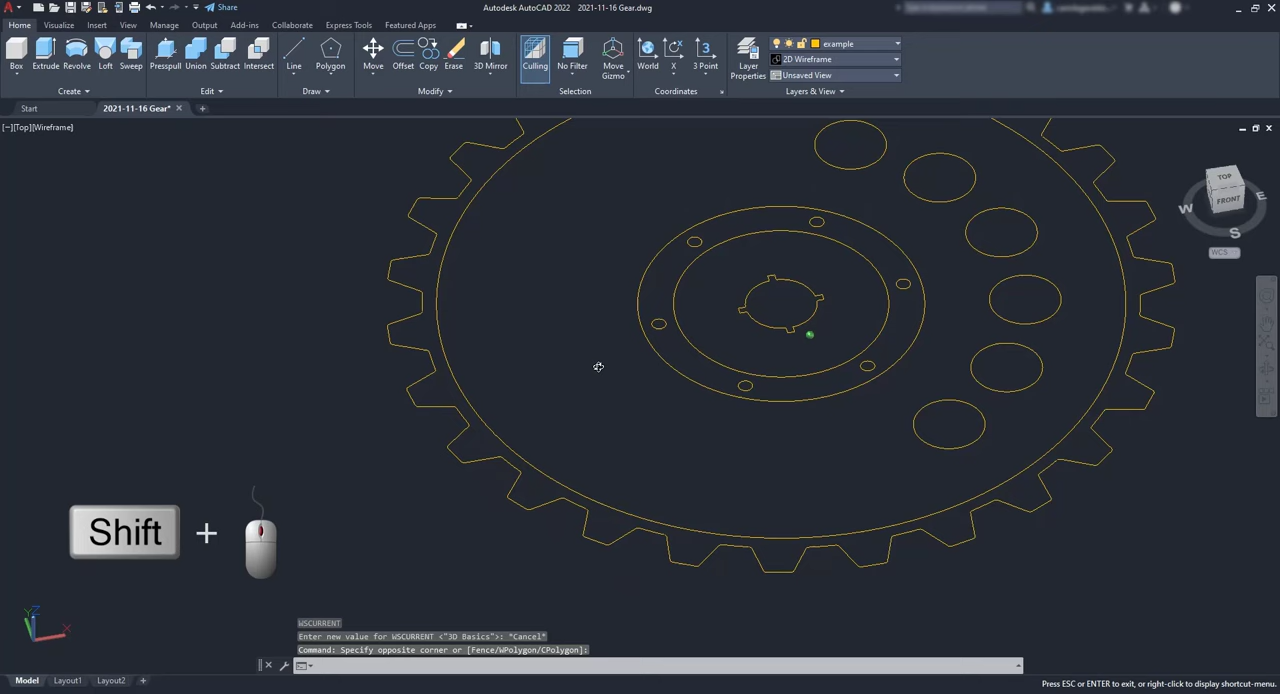 Autodesk AutoCAD 2022 2021-11-16 Gear.dwg
Share
Home Visualize Insert View Manage Output Add-ins Collaborate Express Tools Featured Apps
Box Extrude Revolve Loft Sweep Presspull Union Subtract Intersect Line Polygon Move Offset Copy Erase 3D Mirror Culling No Filter Move Gizmo World X 3 Point Layer Properties
example
2D Wireframe
Unsaved View
Create Edit Draw Modify Selection Coordinates Layers & View
Start 2021-11-16 Gear*
[−][Top][Wireframe]
TOP
FRONT
W
E
S
WCS
Shift +
Y Z X
WSCURRENT
Enter new value for WSCURRENT <"3D Basics">: *Cancel*
Command: Specify opposite corner or [Fence/WPolygon/CPolygon]:
Model Layout1 Layout2
Press ESC or ENTER to exit, or right-click to display shortcut-menu.